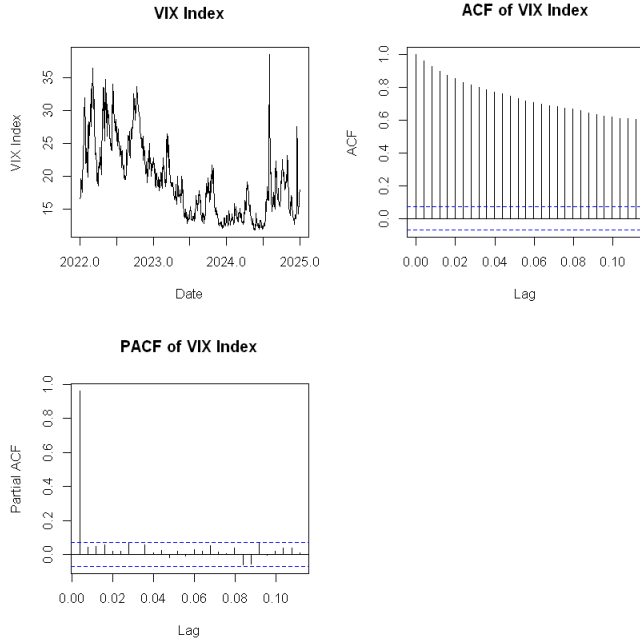 VIX Index
VIX Index
15 20 25 30 35
2022.0 2023.0 2024.0 2025.0
Date
ACF of VIX Index
ACF
0.0 0.2 0.4 0.6 0.8 1.0
0.00 0.02 0.04 0.06 0.08 0.10
Lag
PACF of VIX Index
Partial ACF
0.0 0.2 0.4 0.6 0.8 1.0
0.00 0.02 0.04 0.06 0.08 0.10
Lag